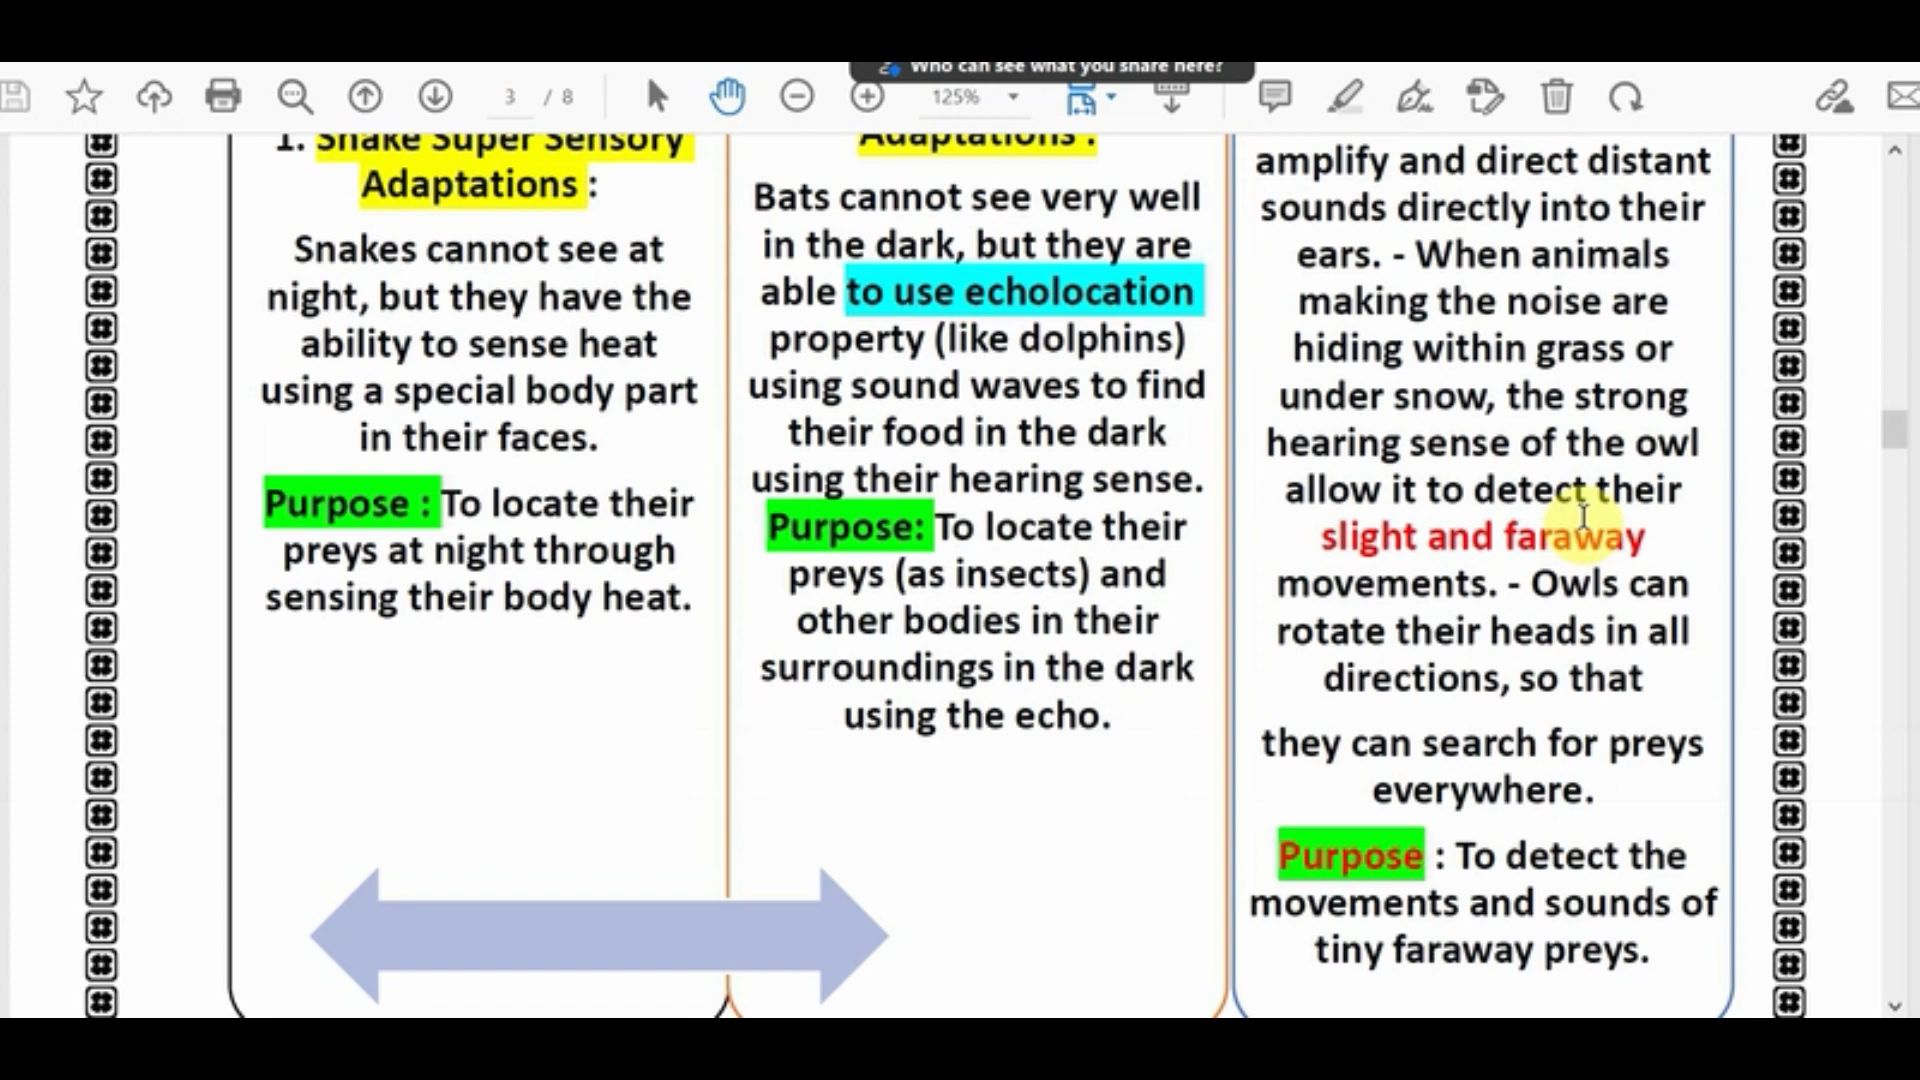 Who can see what you share here?
3 / 8
125%
1. Snake Super Sensory
Adaptations :
Snakes cannot see at
night, but they have the
ability to sense heat
using a special body part
in their faces.
Purpose : To locate their
preys at night through
sensing their body heat.
Adaptations :
Bats cannot see very well
in the dark, but they are
able to use echolocation
property (like dolphins)
using sound waves to find
their food in the dark
using their hearing sense.
Purpose: To locate their
preys (as insects) and
other bodies in their
surroundings in the dark
using the echo.
amplify and direct distant
sounds directly into their
ears. - When animals
making the noise are
hiding within grass or
under snow, the strong
hearing sense of the owl
allow it to detect their
slight and faraway
movements. - Owls can
rotate their heads in all
directions, so that
they can search for preys
everywhere.
Purpose : To detect the
movements and sounds of
tiny faraway preys.